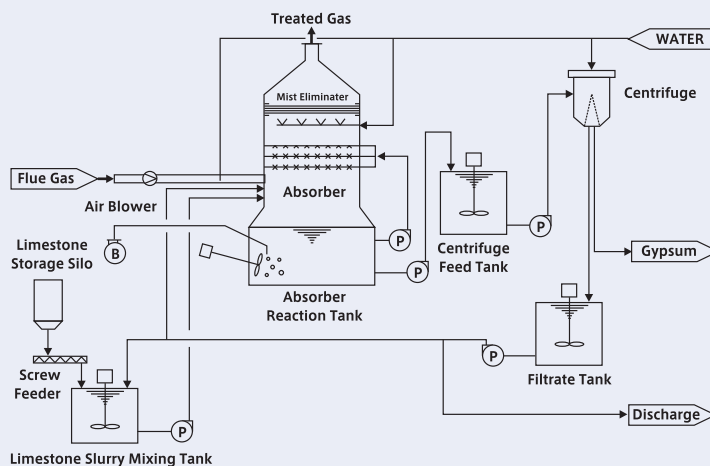 Treated Gas
WATER
Mist Eliminater
Centrifuge
Flue Gas
Air Blower
Absorber
P
P
P
P
Centrifuge
Feed Tank
Gypsum
B
Limestone
Storage Silo
Absorber
Reaction Tank
Screw
Feeder
P
Filtrate Tank
Discharge
P
Limestone Slurry Mixing Tank